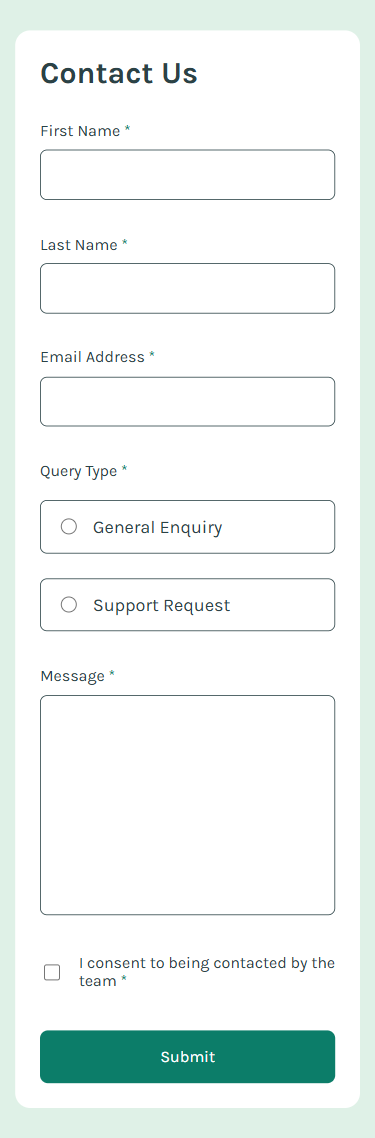 Contact Us
First Name *
Last Name *
Email Address *
Query Type *
General Enquiry
Support Request
Message *
I consent to being contacted by the
team *
Submit